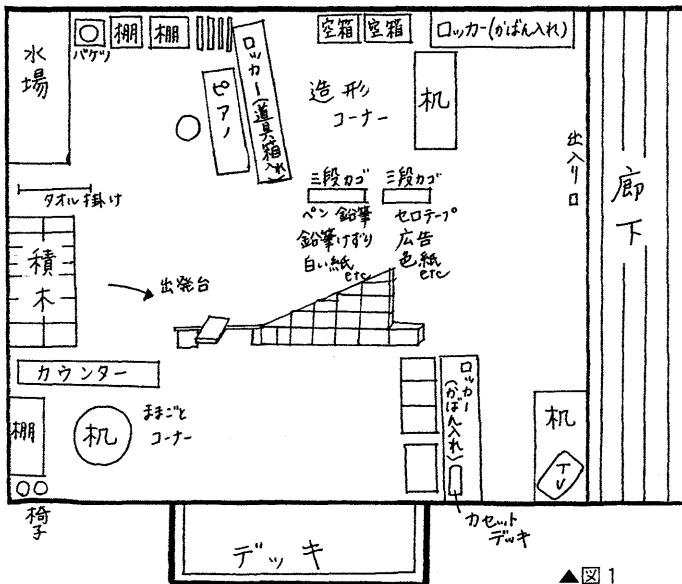 水場
バケツ
棚
棚
ロッカー(道具箱入れ)
ピアノ
空箱
空箱
ロッカー(かばん入れ)
造形
コーナー
机
出入り口
廊下
タオル掛け
三段カゴ
ペン 鉛筆
鉛筆けずり
白い紙
etc
三段カゴ
セロテープ
広告
色紙
etc
積木
出発台
カウンター
棚
机
ままごと
コーナー
椅子
ロッカー(かばん入れ)
カセット
デッキ
机
TV
デッキ
▲図1